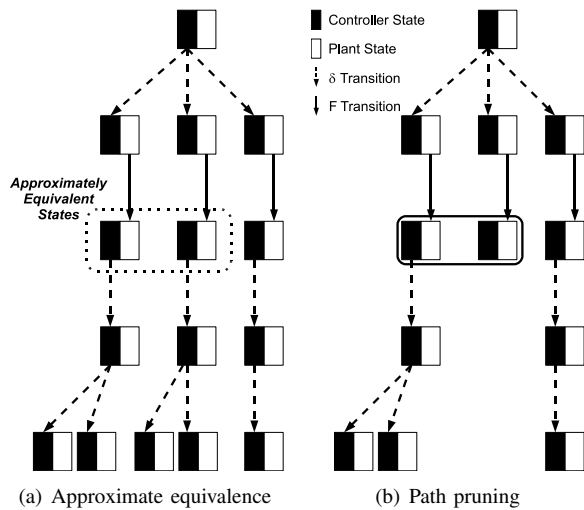 Controller State
Plant State
δ Transition
F Transition
Approximately
Equivalent
States
(a) Approximate equivalence
(b) Path pruning